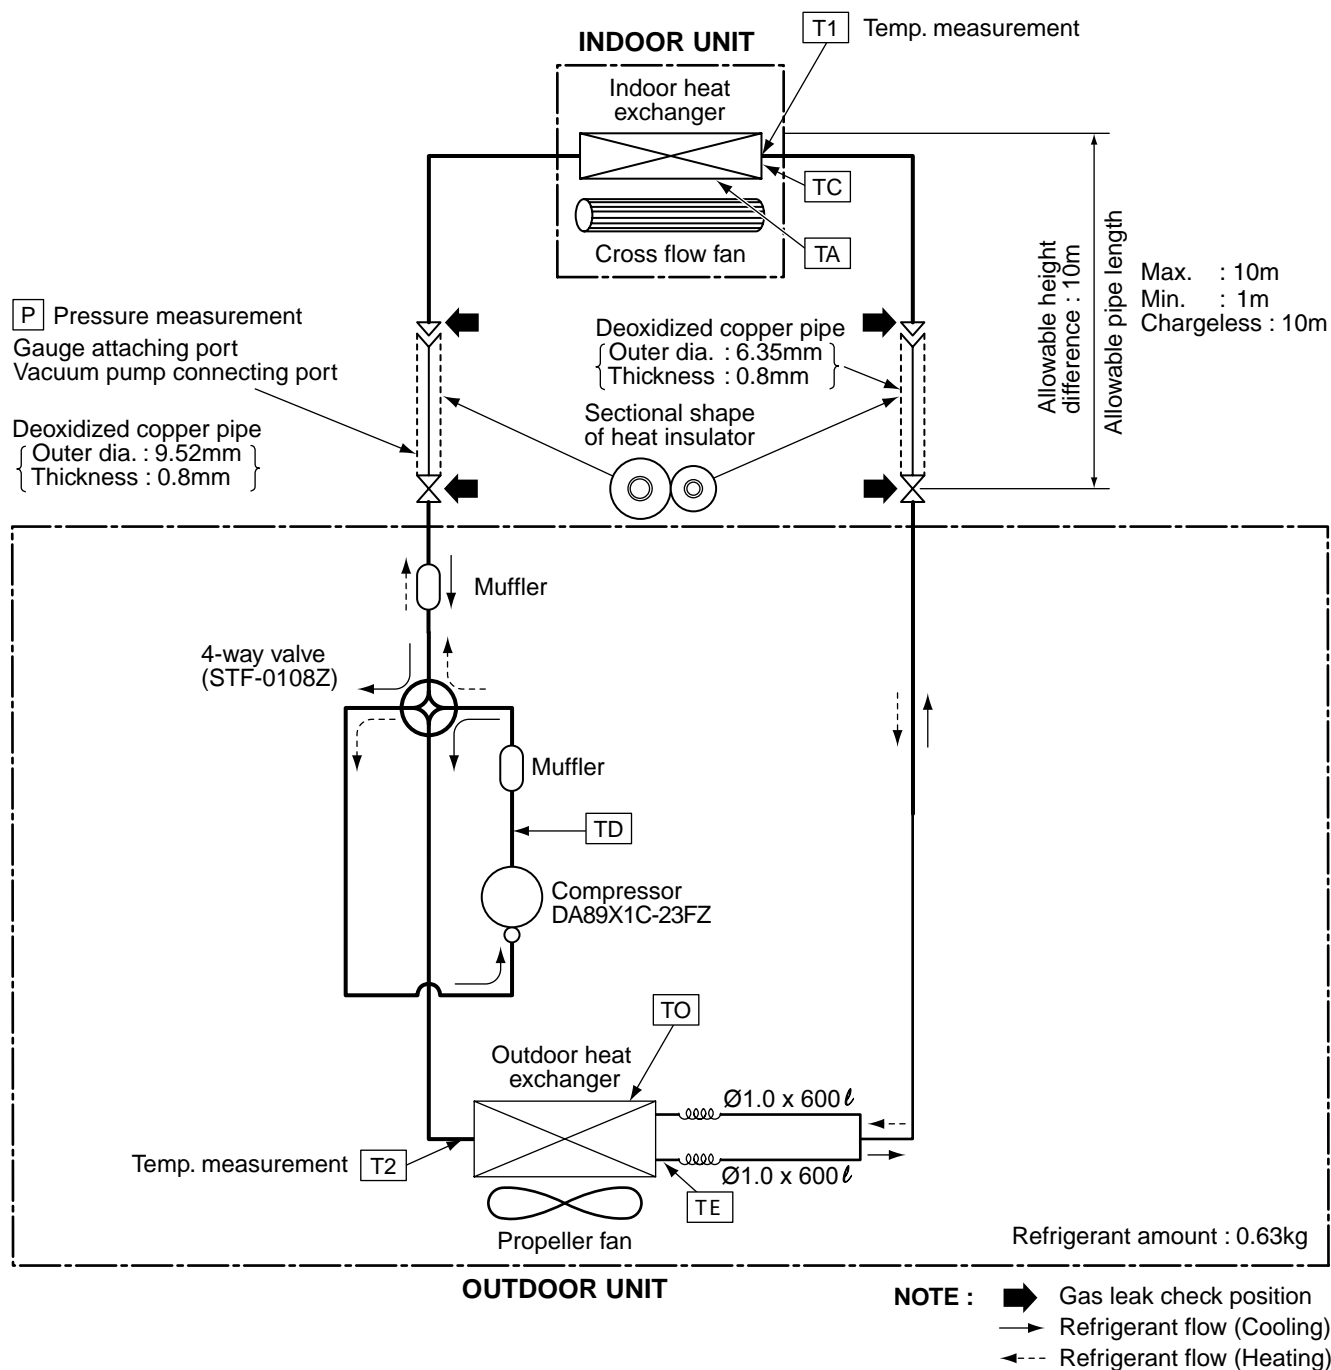 T1 Temp. measurement
INDOOR UNIT
Indoor heat
exchanger
TC
Cross flow fan
TA
Allowable height
difference : 10m
Allowable pipe length
Max. : 10m
Min. : 1m
Chargeless : 10m
P Pressure measurement
Gauge attaching port
Vacuum pump connecting port
Deoxidized copper pipe
Outer dia. : 9.52mm
Thickness : 0.8mm
Deoxidized copper pipe
Outer dia. : 6.35mm
Thickness : 0.8mm
Sectional shape
of heat insulator
Muffler
4-way valve
(STF-0108Z)
Muffler
TD
Compressor
DA89X1C-23FZ
TO
Outdoor heat
exchanger
Ø1.0 x 600ℓ
Temp. measurement T2
Ø1.0 x 600ℓ
TE
Propeller fan
Refrigerant amount : 0.63kg
OUTDOOR UNIT
NOTE : Gas leak check position
Refrigerant flow (Cooling)
Refrigerant flow (Heating)